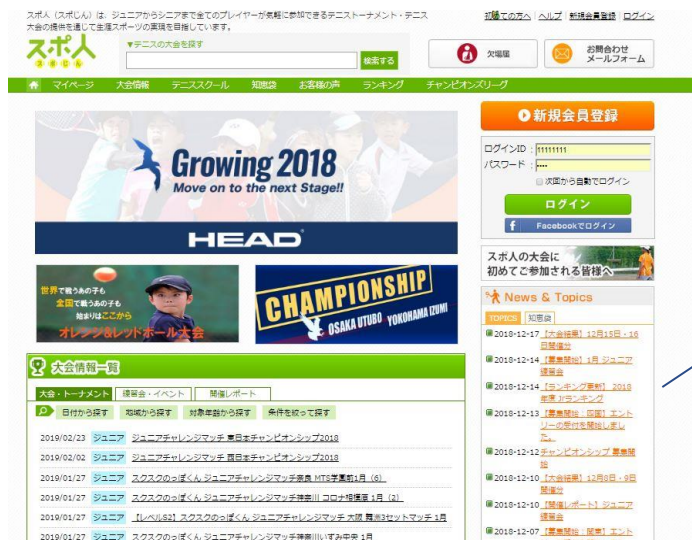 スポ人（スポじん）は、ジュニアからシニアまで全てのプレイヤーが気軽に参加できるテニストーナメント・テニス
大会の提供を通じて生涯スポーツの実現を目指しています。
初めての方へ ヘルプ 新規会員登録 ログイン
スポ人
スポじん
▼テニスの大会を探す
検索する
欠場届
お問合わせ
メールフォーム
マイページ 大会情報 テニススクール 知恵袋 お客様の声 ランキング チャンピオンズリーグ
Growing 2018
Move on to the next Stage!!
HEAD
新規会員登録
ログインID：11111111
パスワード：••••
次回から自動でログイン
ログイン
f Facebookでログイン
スポ人の大会に
初めてご参加される皆様へ
世界で戦うあの子も
全国で戦うあの子も
始まりはここから
オレンジ&レッドボール大会
CHAMPIONSHIP
OSAKA UTUBO YOKOHAMA IZUMI
News & Topics
TOPICS 知恵袋
2018-12-17 【大会結果】12月15日・16
日開催分
2018-12-14 【募集開始】1月 ジュニア
練習会
2018-12-14 【ランキング更新】 2018
年度 Jrランキング
2018-12-13 【募集開始：四国】エント
リーの受付を開始しまし
た。
2018-12-12 チャンピオンシップ 募集開
始
2018-12-10 【大会結果】12月8日・9日
開催分
2018-12-10 【開催レポート】ジュニア
練習会
2018-12-07 【募集開始：関東】エント
大会情報一覧
大会・トーナメント 練習会・イベント 開催レポート
日付から探す 地域から探す 対象年齢から探す 条件を絞って探す
2019/02/23 ジュニア ジュニアチャレンジマッチ 東日本チャンピオンシップ2018
2019/02/02 ジュニア ジュニアチャレンジマッチ 西日本チャンピオンシップ2018
2019/01/27 ジュニア スクスクのっぽくん ジュニアチャレンジマッチ奈良 MTS学園前1月（6）
2019/01/27 ジュニア スクスクのっぽくん ジュニアチャレンジマッチ神奈川 コロナ相模原 1月（2）
2019/01/27 ジュニア 【レベルS2】スクスクのっぽくん ジュニアチャレンジマッチ 大阪 舞洲3セットマッチ 1月
2019/01/27 ジュニア スクスクのっぽくん ジュニアチャレンジマッチ神奈川いずみ中央 1月